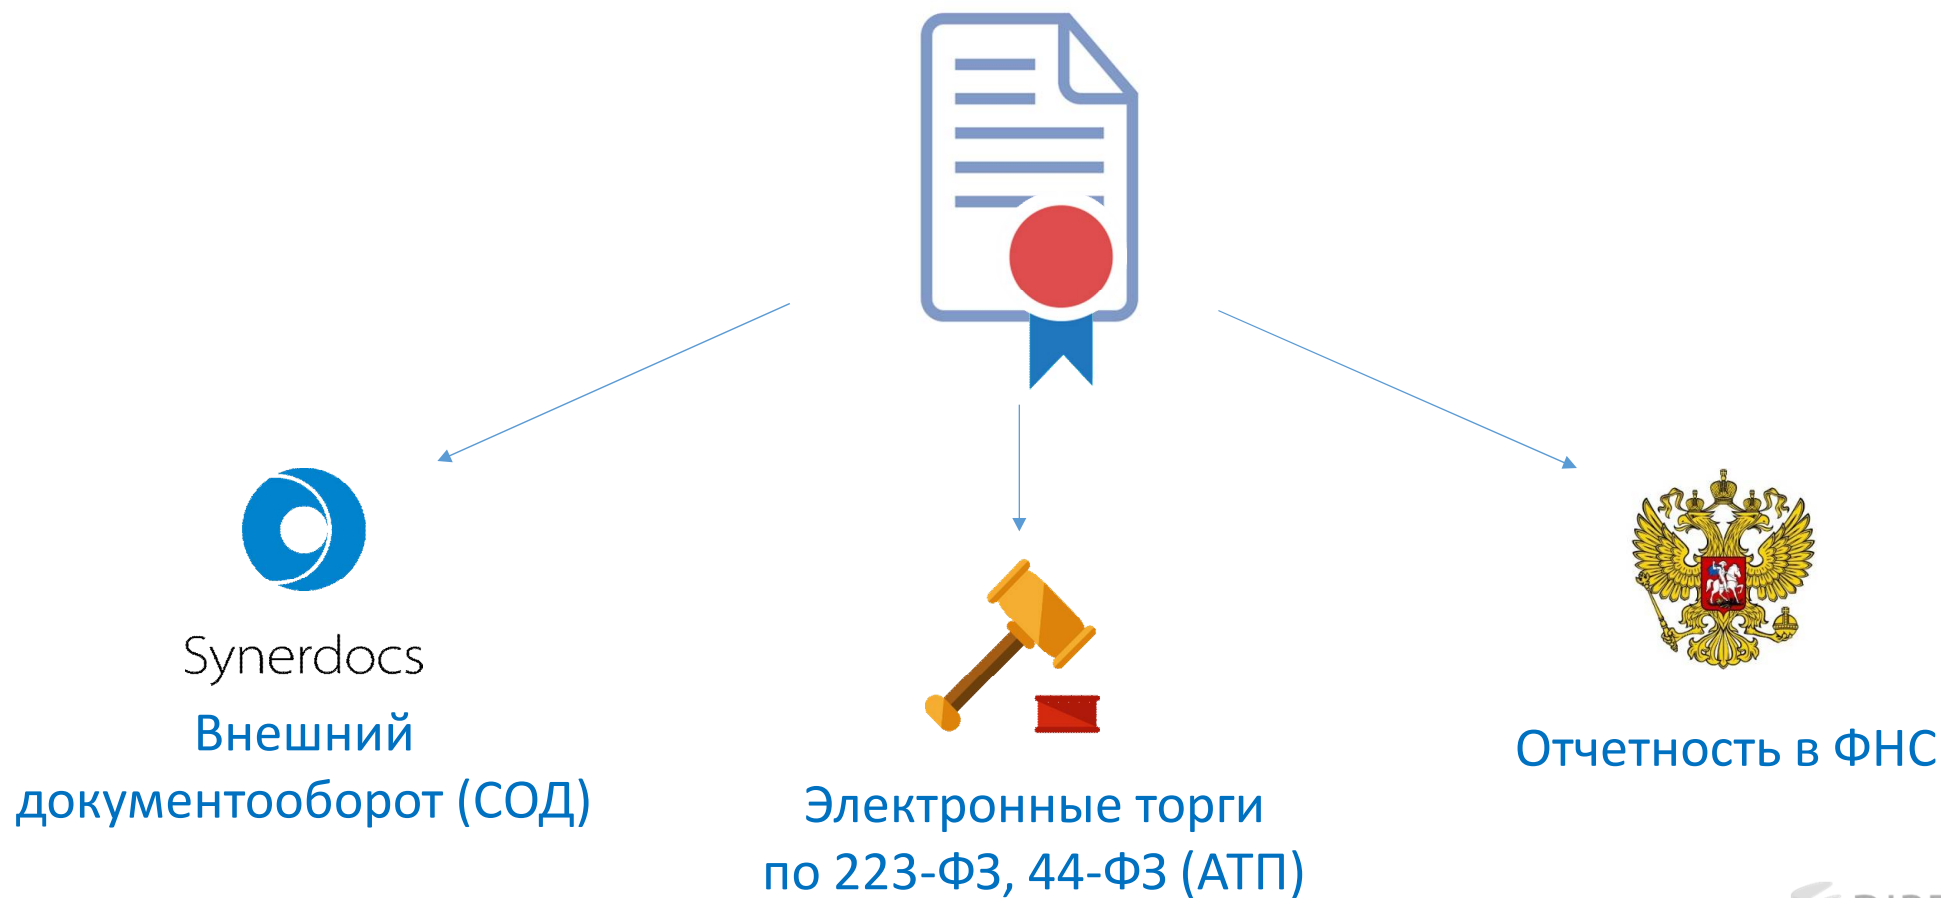 Synerdocs
Внешний
документооборот (СОД)
Электронные торги
по 223-ФЗ, 44-ФЗ (АТП)
Отчетность в ФНС